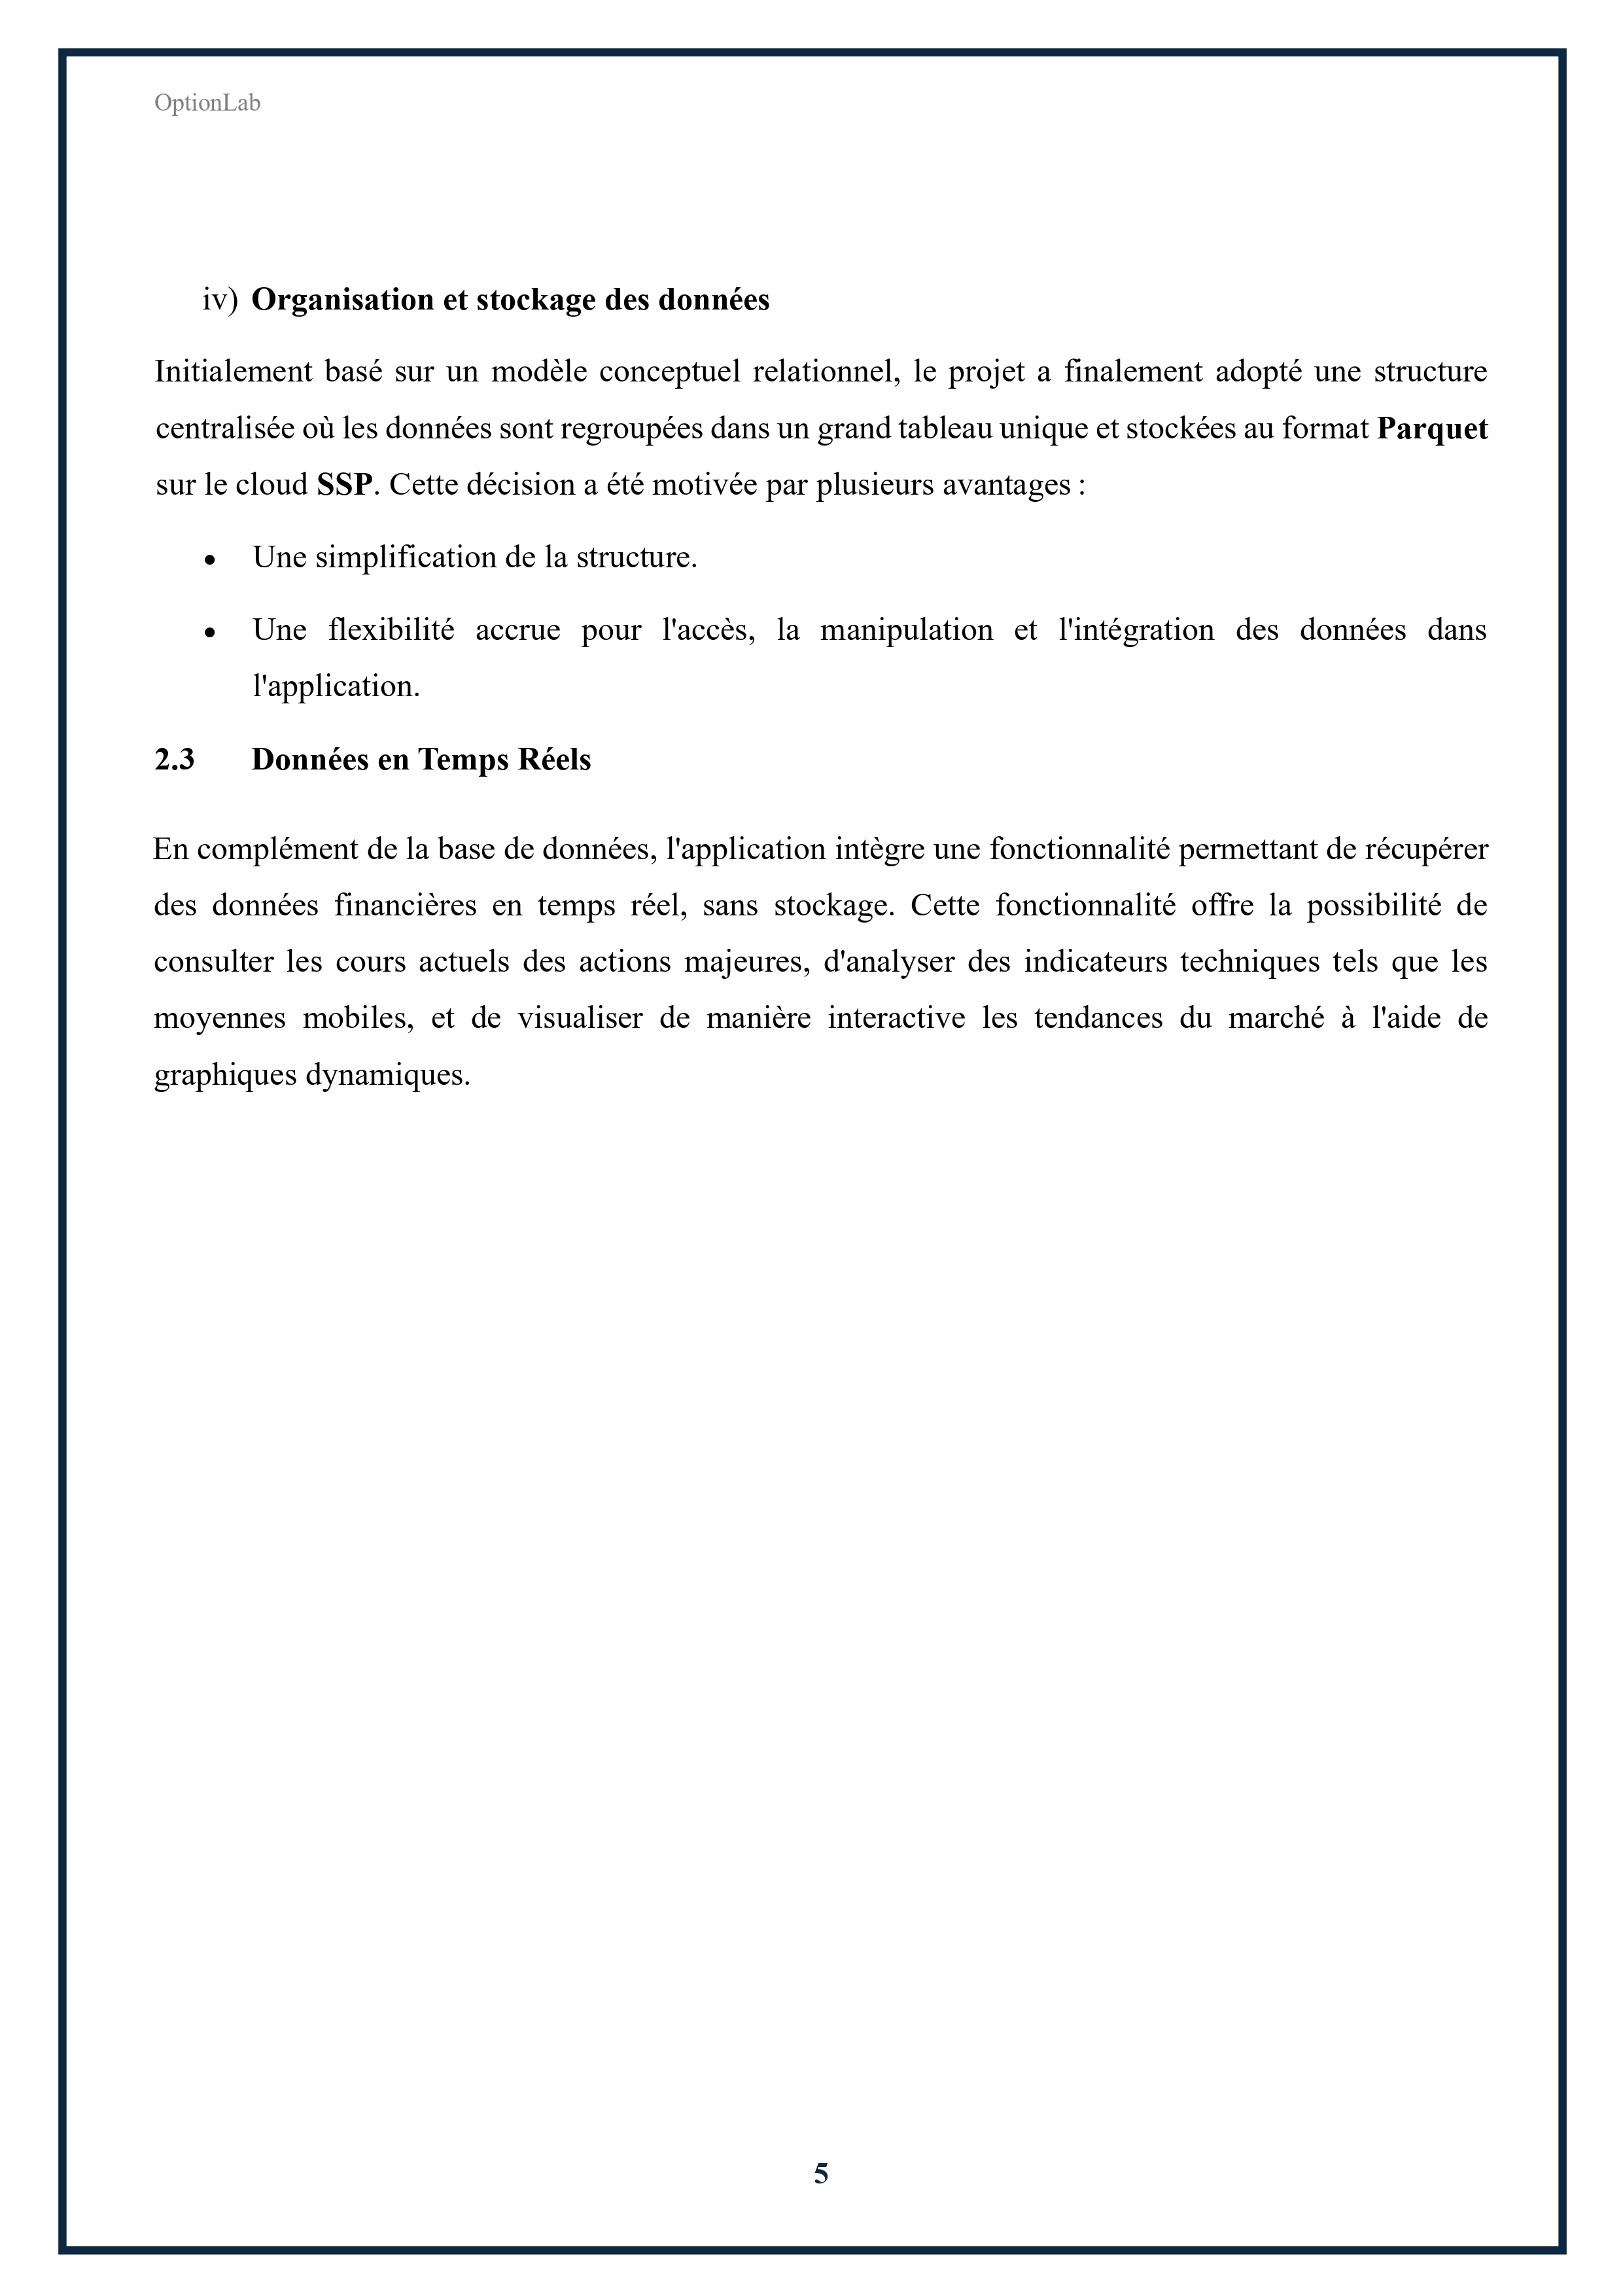 OptionLab
iv) Organisation et stockage des données
Initialement basé sur un modèle conceptuel relationnel, le projet a finalement adopté une structure
centralisée où les données sont regroupées dans un grand tableau unique et stockées au format Parquet
sur le cloud SSP. Cette décision a été motivée par plusieurs avantages :
• Une simplification de la structure.
• Une flexibilité accrue pour l'accès, la manipulation et l'intégration des données dans
l'application.
2.3 Données en Temps Réels
En complément de la base de données, l'application intègre une fonctionnalité permettant de récupérer
des données financières en temps réel, sans stockage. Cette fonctionnalité offre la possibilité de
consulter les cours actuels des actions majeures, d'analyser des indicateurs techniques tels que les
moyennes mobiles, et de visualiser de manière interactive les tendances du marché à l'aide de
graphiques dynamiques.
5